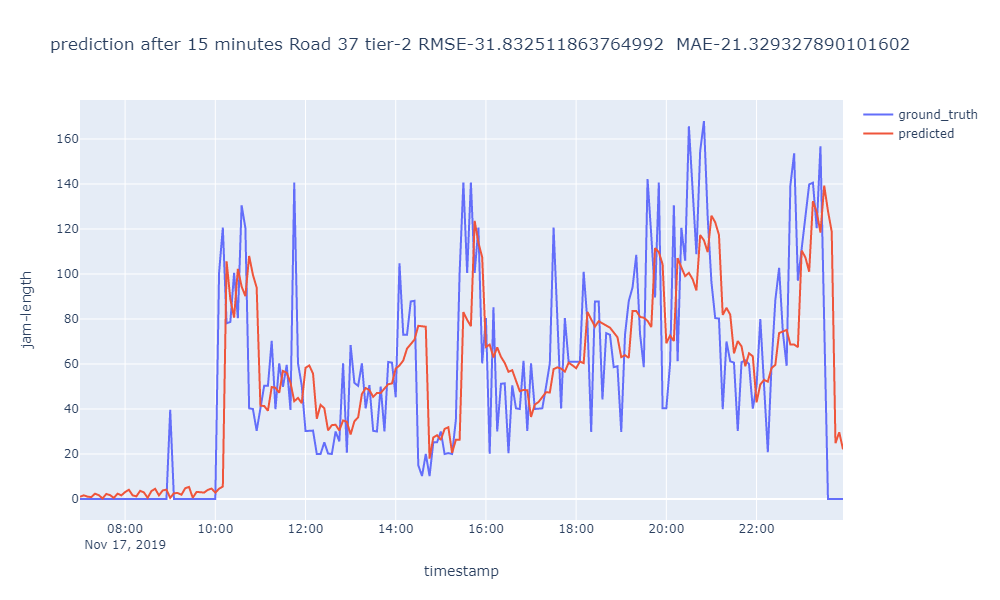 prediction after 15 minutes Road 37 tier-2 RMSE-31.832511863764992  MAE-21.329327890101602
ground_truth
predicted
160
140
120
100
80
60
40
20
0
jam-length
08:00 10:00 12:00 14:00 16:00 18:00 20:00 22:00
Nov 17, 2019
timestamp